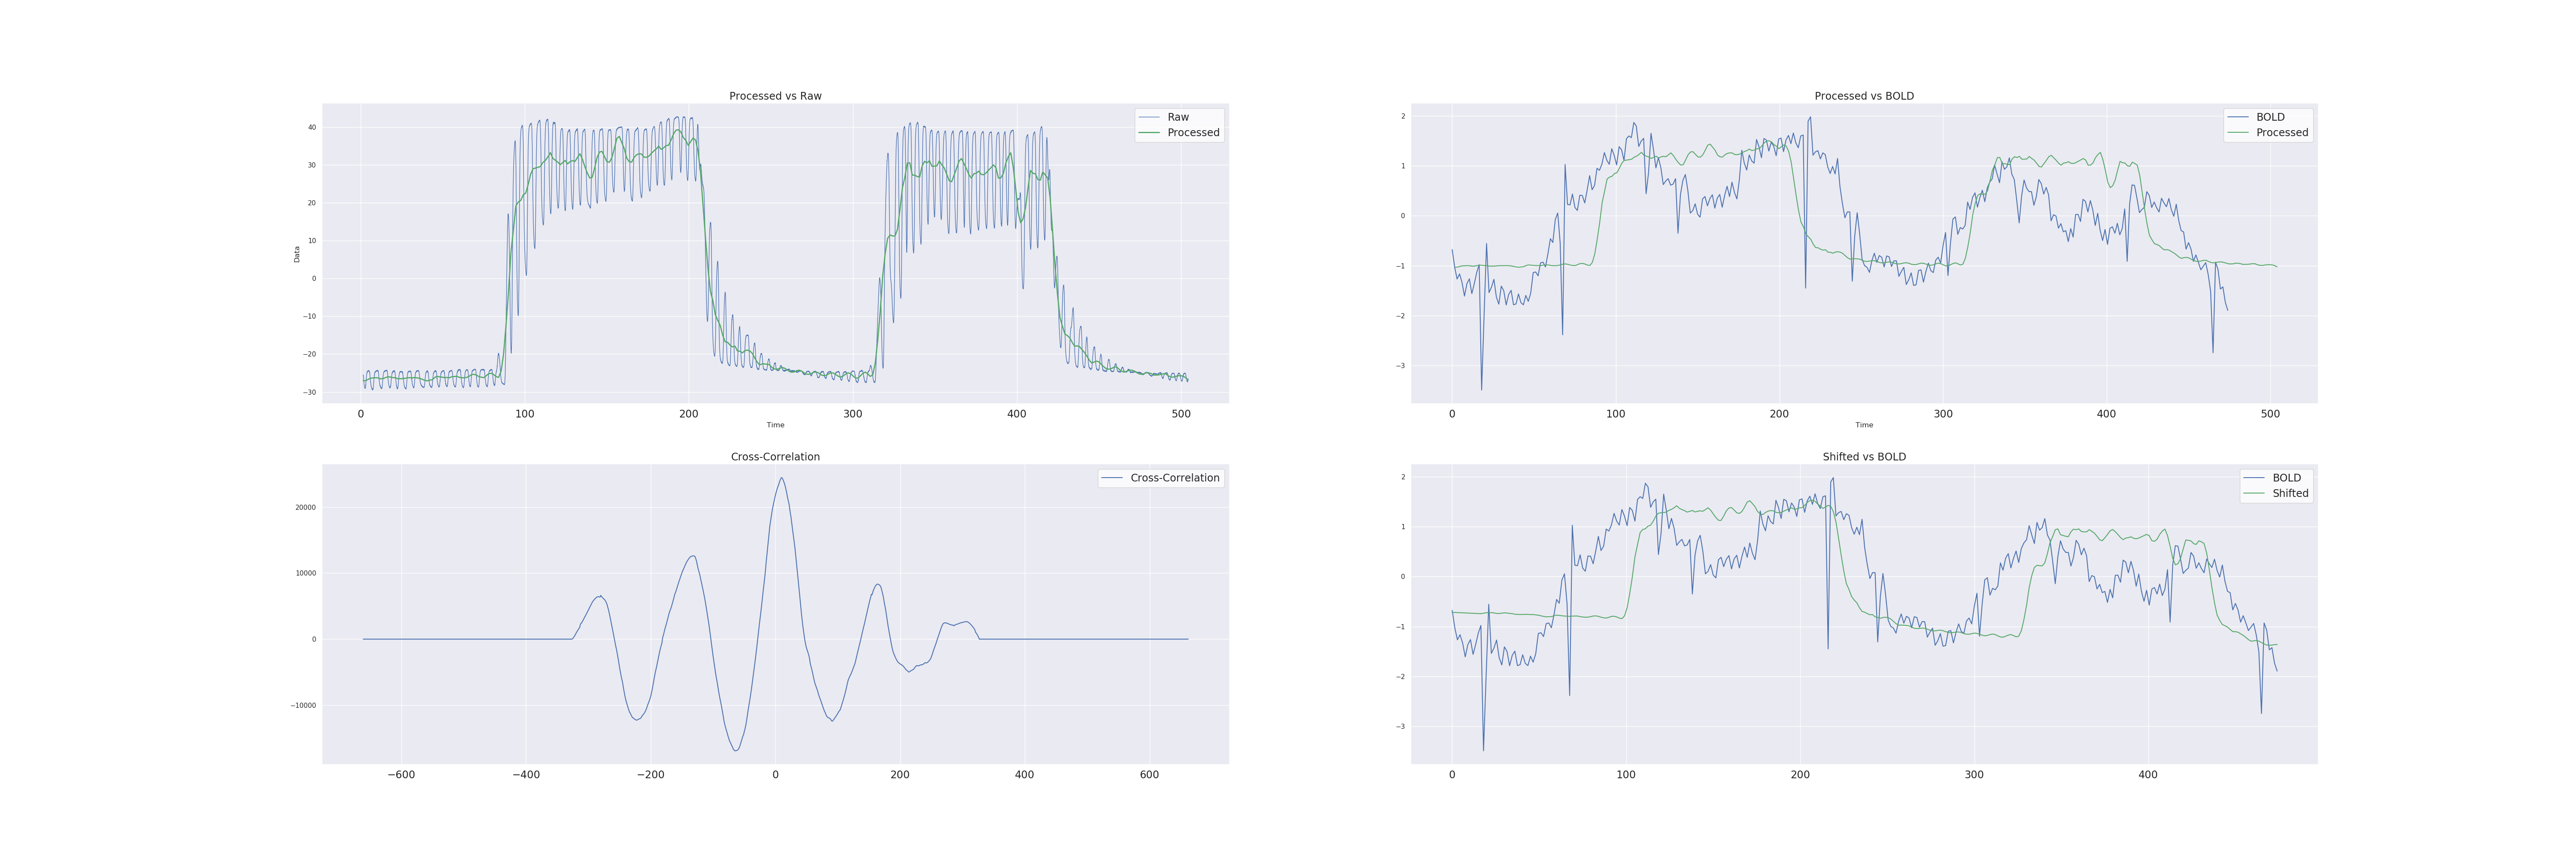 Processed vs Raw
Raw
Processed
Data
40
30
20
10
0
−10
−20
−30
0 100 200 300 400 500
Time
Processed vs BOLD
BOLD
Processed
2
1
0
−1
−2
−3
0 100 200 300 400 500
Time
Cross-Correlation
Cross-Correlation
20000
10000
0
−10000
−600 −400 −200 0 200 400 600
Shifted vs BOLD
BOLD
Shifted
2
1
0
−1
−2
−3
0 100 200 300 400